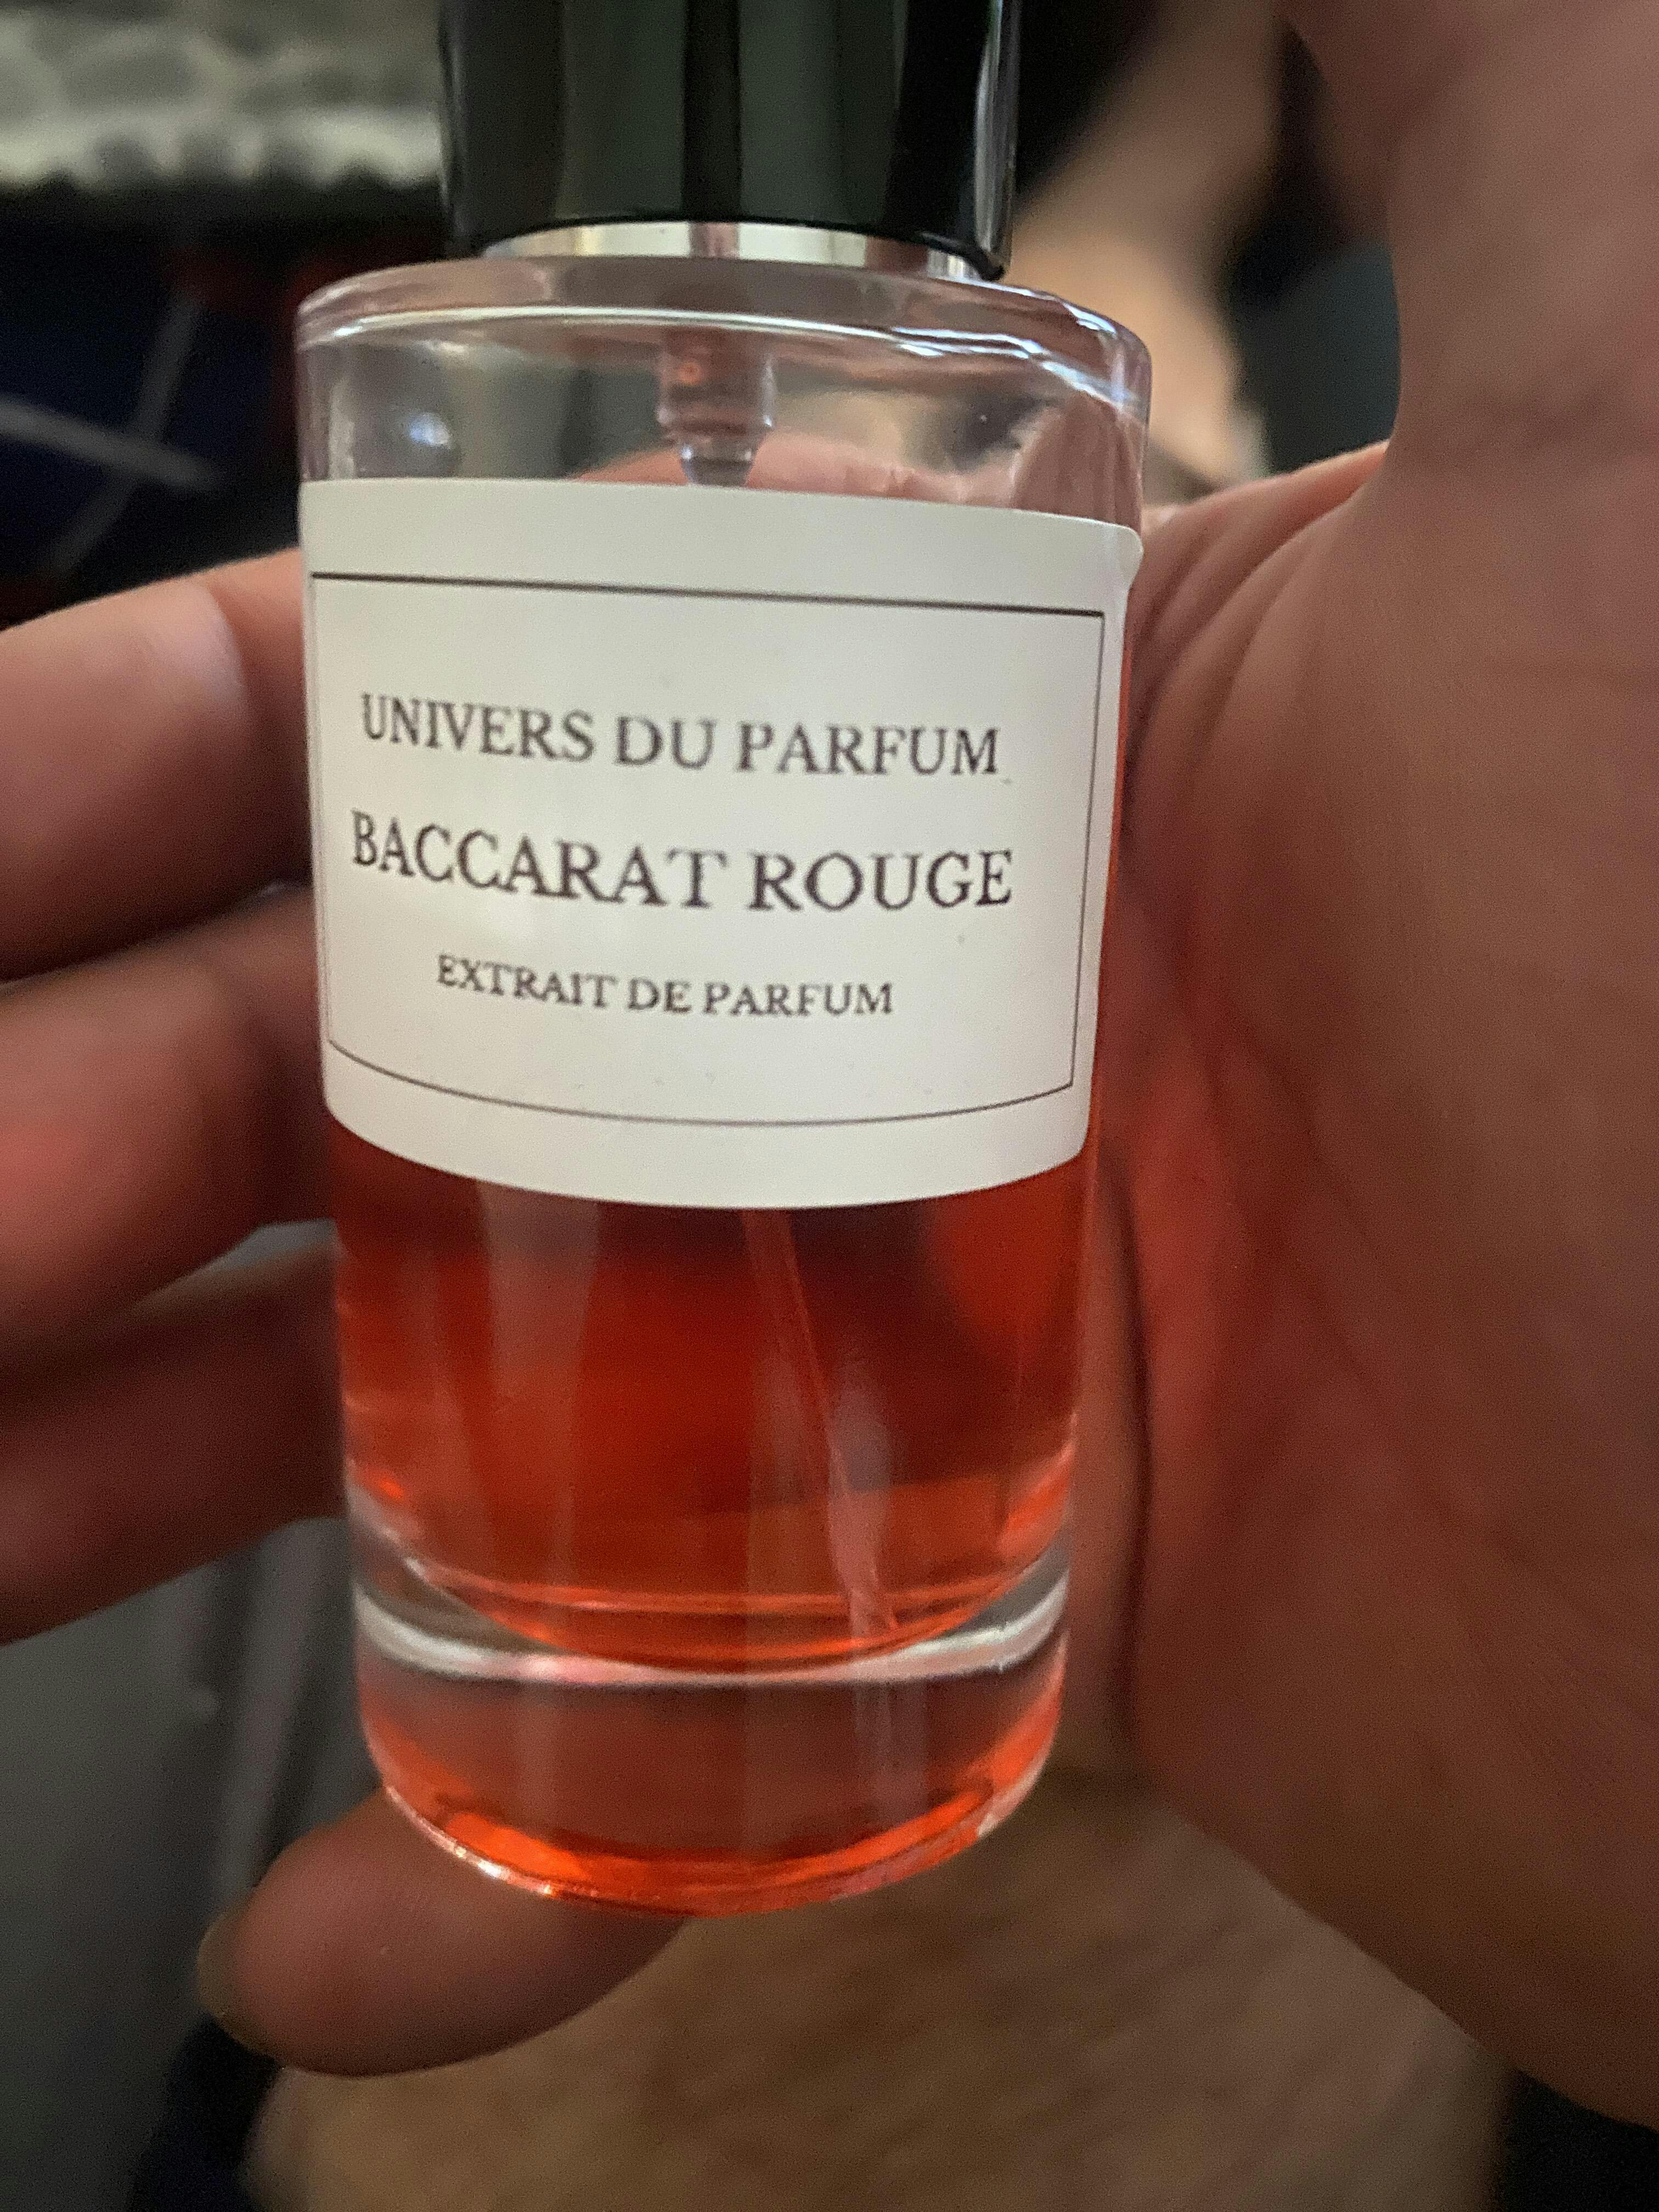 UNIVERS DU PARFUM
BACCARAT ROUGE
EXTRAIT DE PARFUM